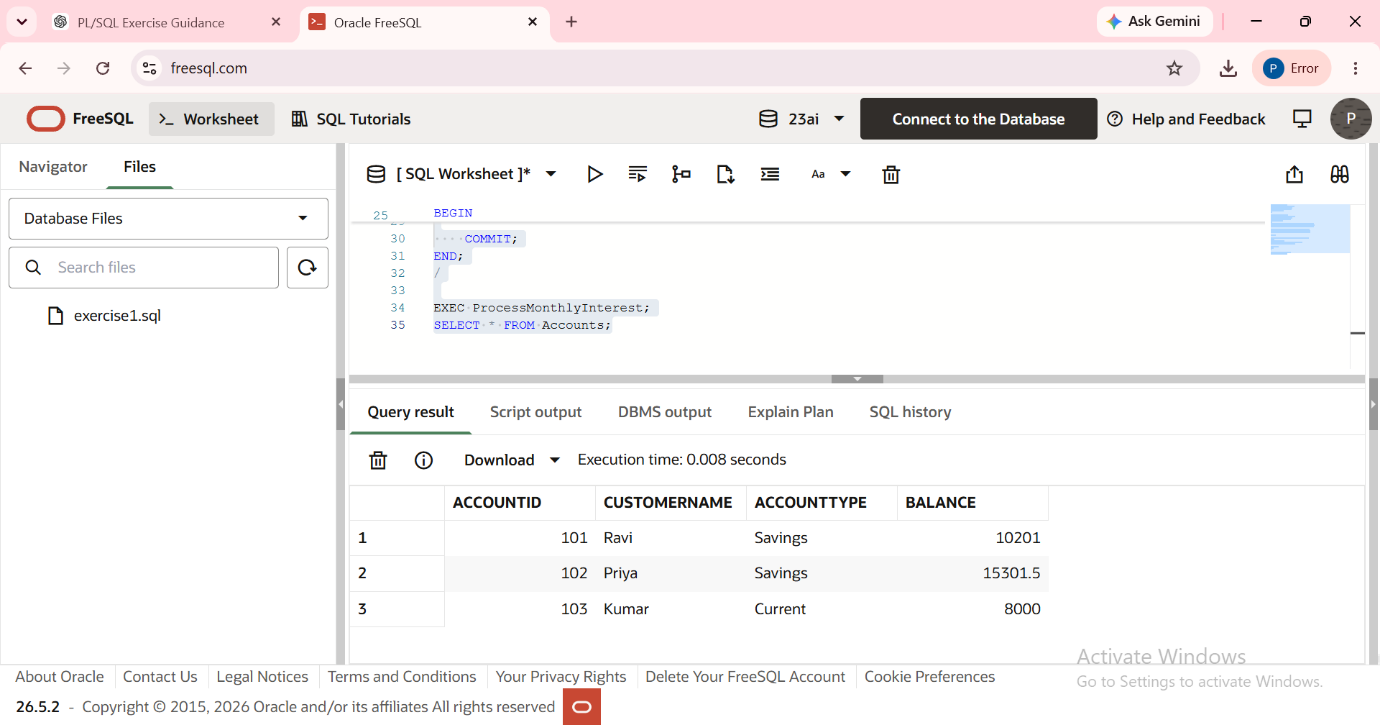 PL/SQL Exercise Guidance
Oracle FreeSQL
Ask Gemini
freesql.com
P Error
FreeSQL
>_ Worksheet
SQL Tutorials
23ai
Connect to the Database
Help and Feedback
P
Navigator
Files
[ SQL Worksheet ]*
Aa
Database Files
Search files
exercise1.sql
25 BEGIN
30 COMMIT;
31 END;
32 /
33
34 EXEC ProcessMonthlyInterest;
35 SELECT * FROM Accounts;
Query result
Script output
DBMS output
Explain Plan
SQL history
Download
Execution time: 0.008 seconds
ACCOUNTID CUSTOMERNAME ACCOUNTTYPE BALANCE
1 101 Ravi Savings 10201
2 102 Priya Savings 15301.5
3 103 Kumar Current 8000
Activate Windows
Go to Settings to activate Windows.
About Oracle
Contact Us
Legal Notices
Terms and Conditions
Your Privacy Rights
Delete Your FreeSQL Account
Cookie Preferences
26.5.2 - Copyright © 2015, 2026 Oracle and/or its affiliates All rights reserved